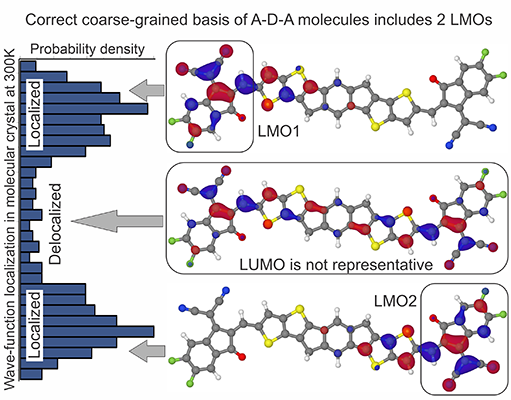 Correct coarse-grained basis of A-D-A molecules includes 2 LMOs
Probability density
Wave-function localization in molecular crystal at 300K
Localized
Delocalized
Localized
LMO1
LUMO is not representative
LMO2